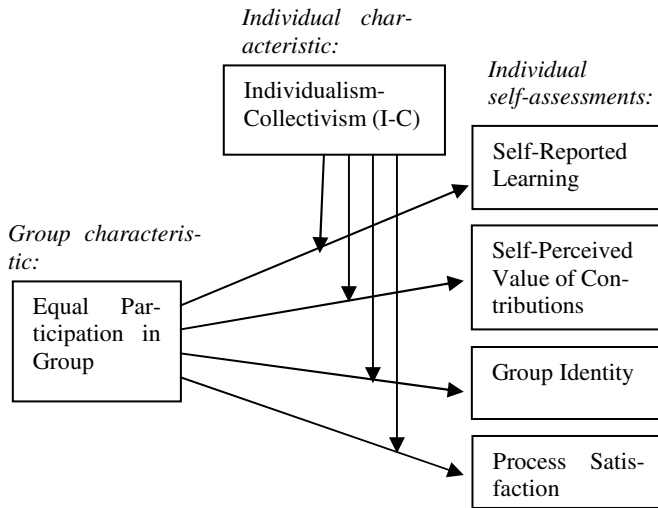 Individual char-
acteristic:
Individualism-
Collectivism (I-C)
Individual
self-assessments:
Self-Reported
Learning
Group characteris-
tic:
Equal Par-
ticipation in
Group
Self-Perceived
Value of Con-
tributions
Group Identity
Process Satis-
faction